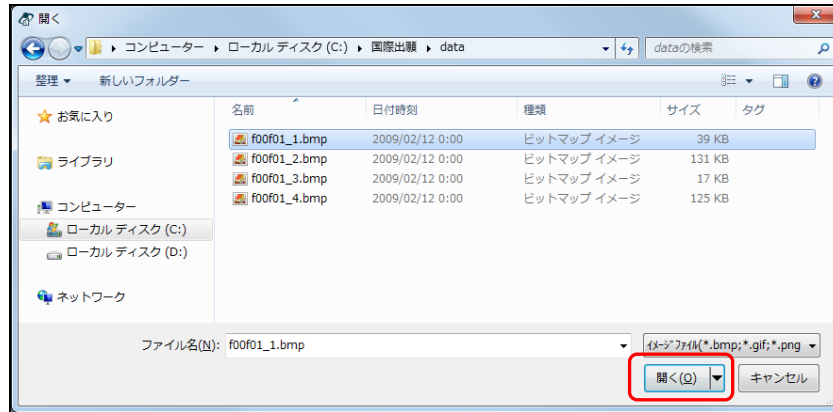 開く
コンピューター ▸ ローカル ディスク (C:) ▸ 国際出願 ▸ data
dataの検索
整理 ▼ 新しいフォルダー
お気に入り
ライブラリ
コンピューター
ローカル ディスク (C:)
ローカル ディスク (D:)
ネットワーク
名前 日付時刻 種類 サイズ タグ
f00f01_1.bmp 2009/02/12 0:00 ビットマップ イメージ 39 KB
f00f01_2.bmp 2009/02/12 0:00 ビットマップ イメージ 131 KB
f00f01_3.bmp 2009/02/12 0:00 ビットマップ イメージ 17 KB
f00f01_4.bmp 2009/02/12 0:00 ビットマップ イメージ 125 KB
ファイル名(N): f00f01_1.bmp
ｲﾒｰｼﾞﾌｧｲﾙ(*.bmp;*.gif;*.png
開く(O) キャンセル